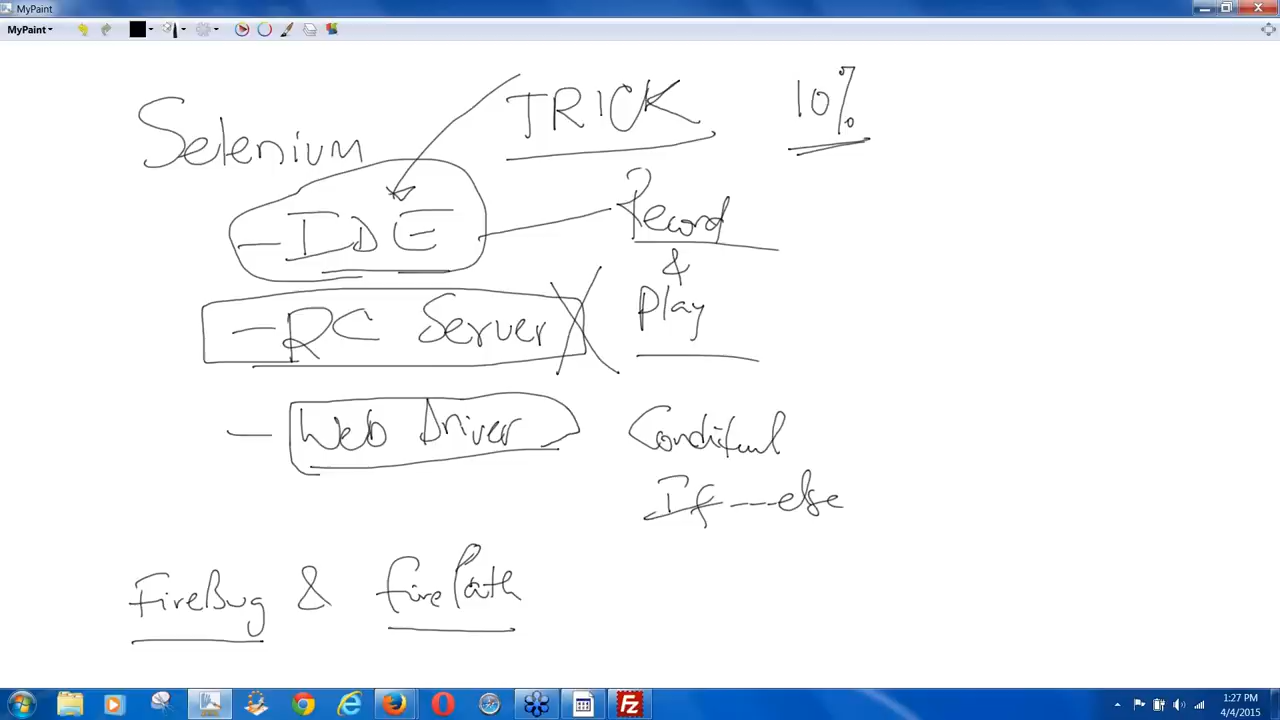 MyPaint
MyPaint
Selenium
TRICK
10%
- IDE
Record
&
Play
- RC Server
- Web Driver
If ---else
FireBug & firePath
1:27 PM
4/4/2015